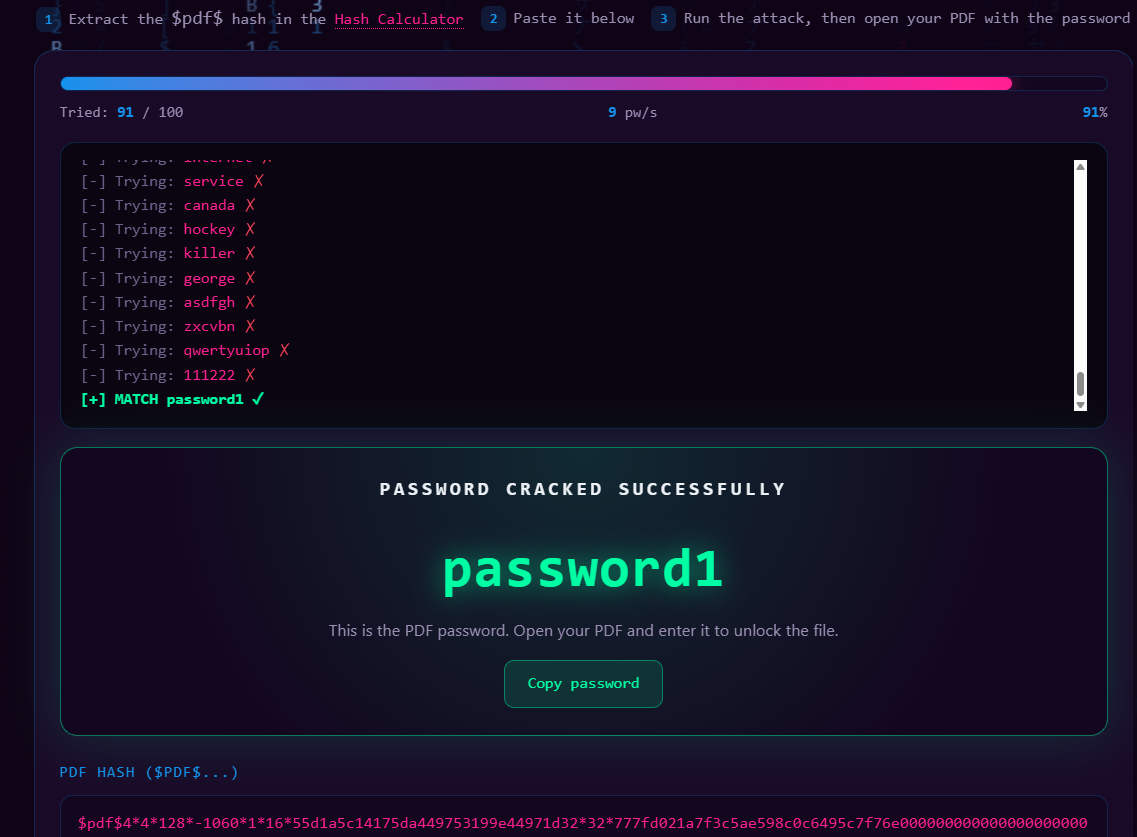 1 Extract the $pdf$ hash in the Hash Calculator 2 Paste it below 3 Run the attack, then open your PDF with the password
Tried: 91 / 100 9 pw/s 91%
[-] Trying: internet ✗
[-] Trying: service ✗
[-] Trying: canada ✗
[-] Trying: hockey ✗
[-] Trying: killer ✗
[-] Trying: george ✗
[-] Trying: asdfgh ✗
[-] Trying: zxcvbn ✗
[-] Trying: qwertyuiop ✗
[-] Trying: 111222 ✗
[+] MATCH password1 ✓
PASSWORD CRACKED SUCCESSFULLY
password1
This is the PDF password. Open your PDF and enter it to unlock the file.
Copy password
PDF HASH ($PDF$...)
$pdf$4*4*128*-1060*1*16*55d1a5c14175da449753199e44971d32*32*777fd021a7f3c5ae598c0c6495c7f76e000000000000000000000